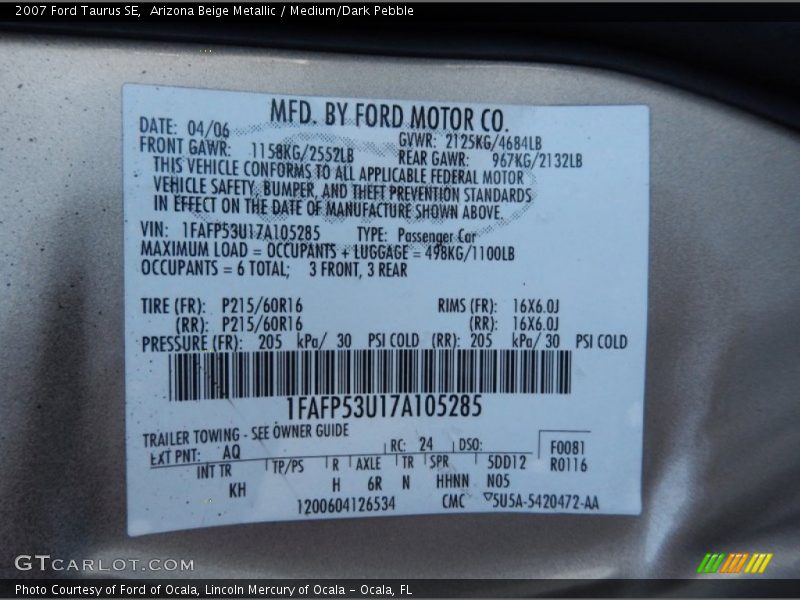 2007 Ford Taurus SE, Arizona Beige Metallic / Medium/Dark Pebble
MFD. BY FORD MOTOR CO.
DATE: 04/06 GVWR: 2125KG/4684LB
FRONT GAWR: 1158KG/2552LB REAR GAWR: 967KG/2132LB
THIS VEHICLE CONFORMS TO ALL APPLICABLE FEDERAL MOTOR
VEHICLE SAFETY, BUMPER, AND THEFT PREVENTION STANDARDS
IN EFFECT ON THE DATE OF MANUFACTURE SHOWN ABOVE.
VIN: 1FAFP53U17A105285 TYPE: Passenger Car
MAXIMUM LOAD = OCCUPANTS + LUGGAGE = 498KG/1100LB
OCCUPANTS = 6 TOTAL; 3 FRONT, 3 REAR
TIRE (FR): P215/60R16 RIMS (FR): 16X6.0J
(RR): P215/60R16 (RR): 16X6.0J
PRESSURE (FR): 205 kPa/ 30 PSI COLD (RR): 205 kPa/ 30 PSI COLD
1FAFP53U17A105285
TRAILER TOWING - SEE OWNER GUIDE
EXT PNT: AQ RC: 24 DSO: F0081
INT TR TP/PS R AXLE TR SPR 5DD12 R0116
KH H 6R N HHNN N05
1200604126534 CMC ▽5U5A-5420472-AA
GTCARLOT.COM
Photo Courtesy of Ford of Ocala, Lincoln Mercury of Ocala – Ocala, FL